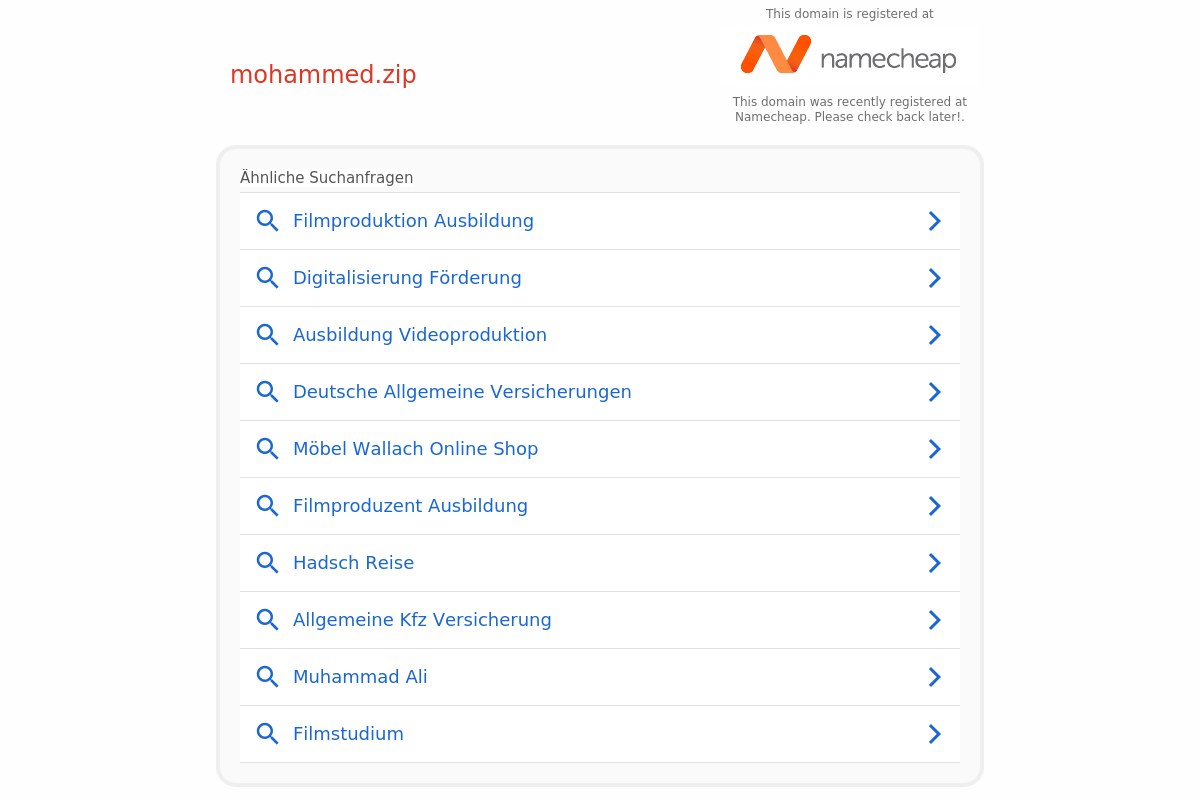 This domain is registered at
namecheap
mohammed.zip
This domain was recently registered at
Namecheap. Please check back later!.
Ähnliche Suchanfragen
Filmproduktion Ausbildung
Digitalisierung Förderung
Ausbildung Videoproduktion
Deutsche Allgemeine Versicherungen
Möbel Wallach Online Shop
Filmproduzent Ausbildung
Hadsch Reise
Allgemeine Kfz Versicherung
Muhammad Ali
Filmstudium